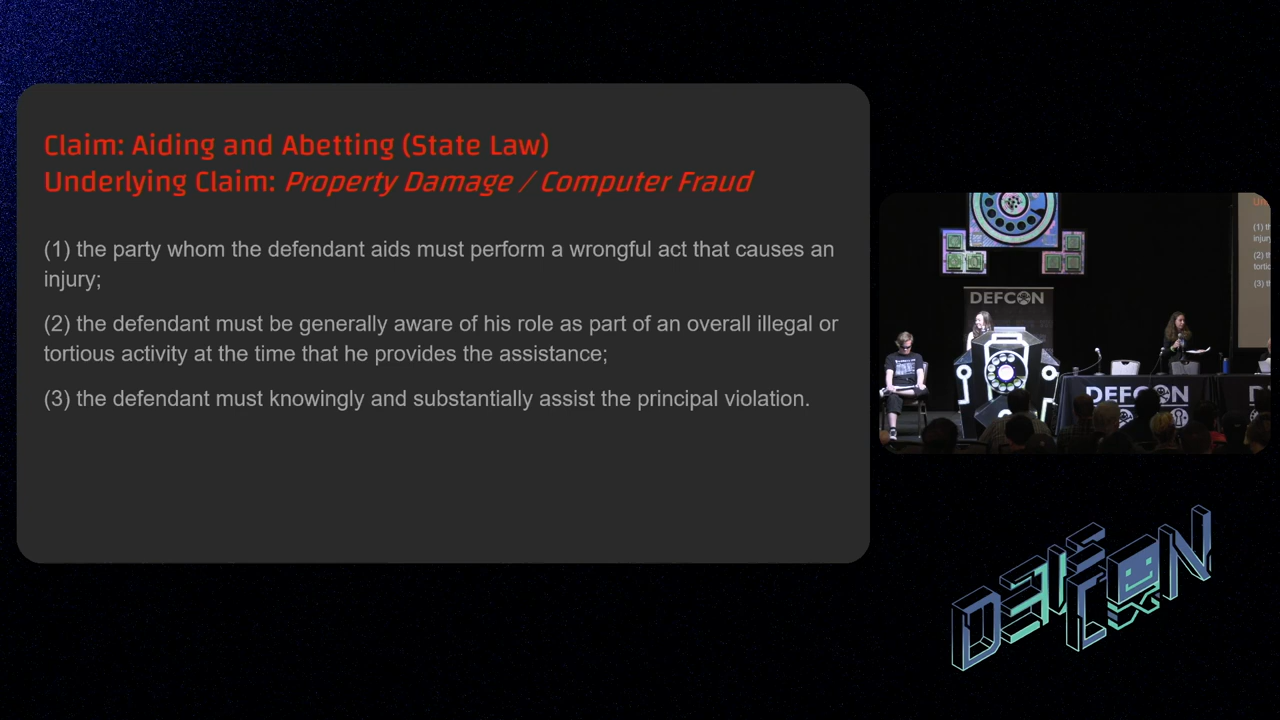 Claim: Aiding and Abetting (State Law)
Underlying Claim: Property Damage / Computer Fraud
(1) the party whom the defendant aids must perform a wrongful act that causes an
injury;
(2) the defendant must be generally aware of his role as part of an overall illegal or
tortious activity at the time that he provides the assistance;
(3) the defendant must knowingly and substantially assist the principal violation.
DEFCON
DEFCON
DEFCON